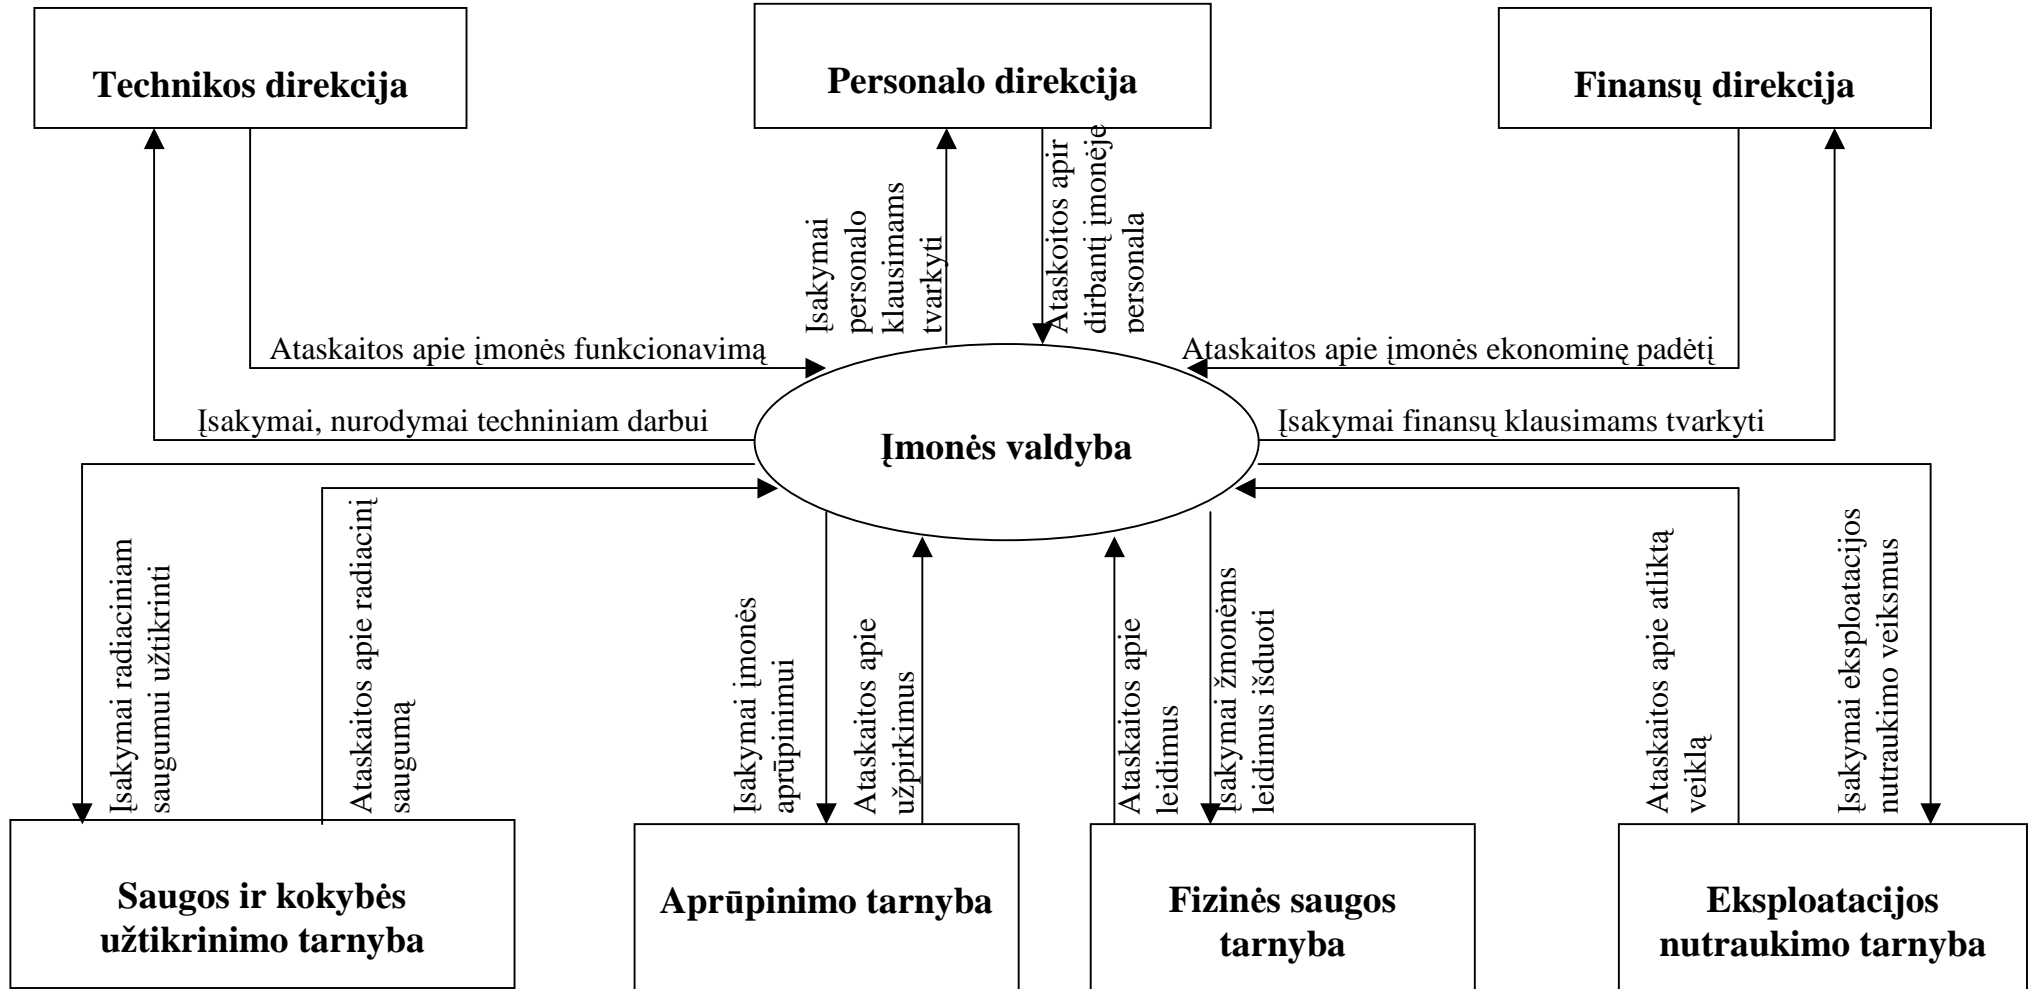 Technikos direkcija
Personalo direkcija
Finansų direkcija
Įsakymai
personalo
klausimams
tvarkyti
Ataskoitos apir
dirbantį įmonėje
personala
Ataskaitos apie įmonės funkcionavimą
Ataskaitos apie įmonės ekonominę padėtį
Įsakymai, nurodymai techniniam darbui
Įsakymai finansų klausimams tvarkyti
Įmonės valdyba
Įsakymai radiaciniam
saugumui užtikrinti
Ataskaitos apie radiacinį
saugumą
Įsakymai įmonės
aprūpinimui
Ataskaitos apie
užpirkimus
Ataskaitos apie
leidimus
Įsakymai žmonėms
leidimus išduoti
Ataskaitos apie atliktą
veiklą
Įsakymai eksploatacijos
nutraukimo veiksmus
Saugos ir kokybės
užtikrinimo tarnyba
Aprūpinimo tarnyba
Fizinės saugos
tarnyba
Eksploatacijos
nutraukimo tarnyba